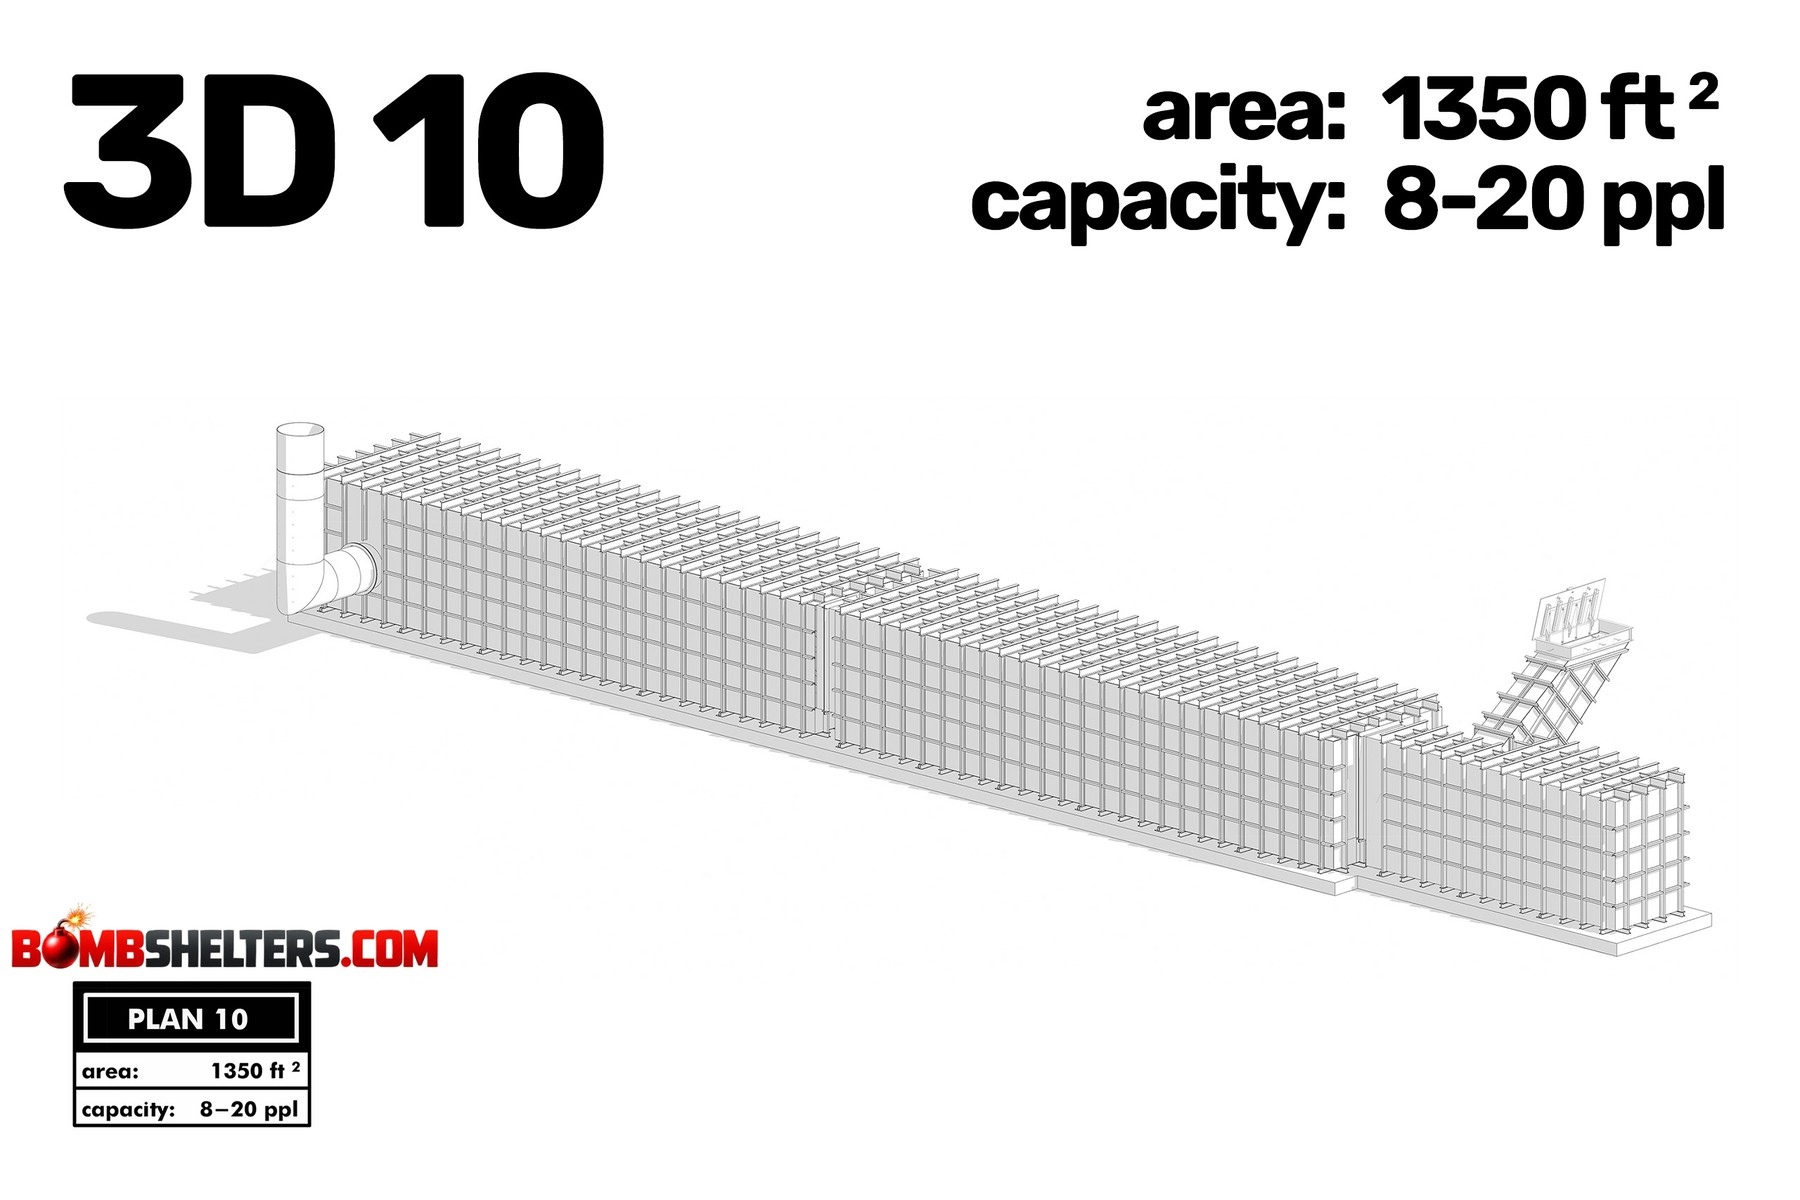 3D 10
area: 1350 ft ²
capacity: 8-20 ppl
BOMBSHELTERS.COM
PLAN 10
area: 1350 ft ²
capacity: 8–20 ppl